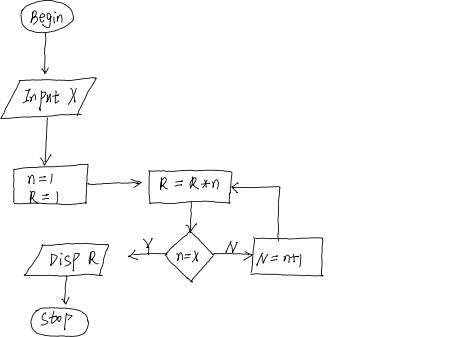 Begin
Input X
n=1
R=1
R = R*n
n=X
Y
N
N=n+1
Disp R
Stop